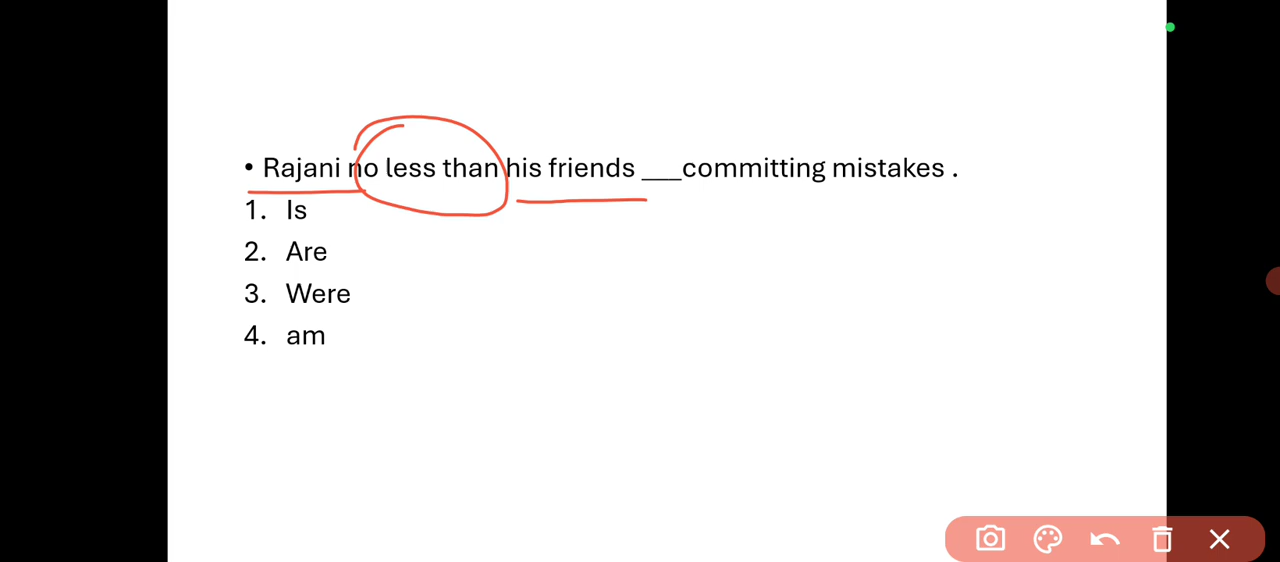 • Rajani no less than his friends ___committing mistakes .
1. Is
2. Are
3. Were
4. am